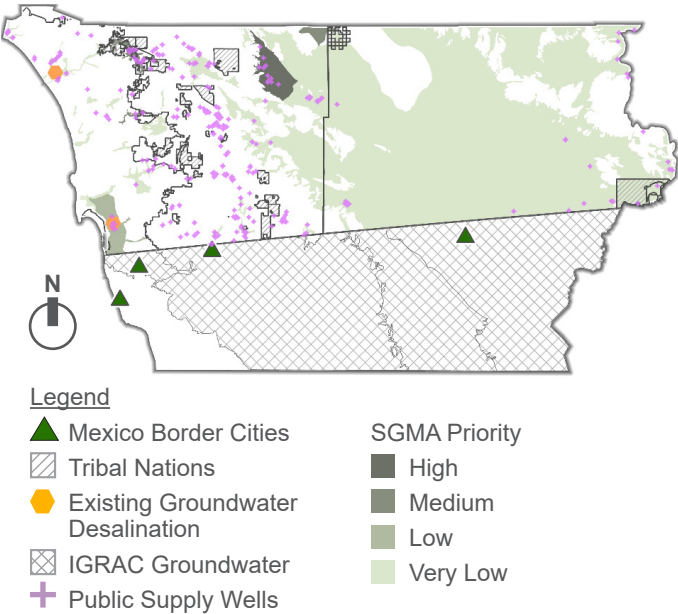 N
Legend
Mexico Border Cities
Tribal Nations
Existing Groundwater
Desalination
IGRAC Groundwater
Public Supply Wells
SGMA Priority
High
Medium
Low
Very Low